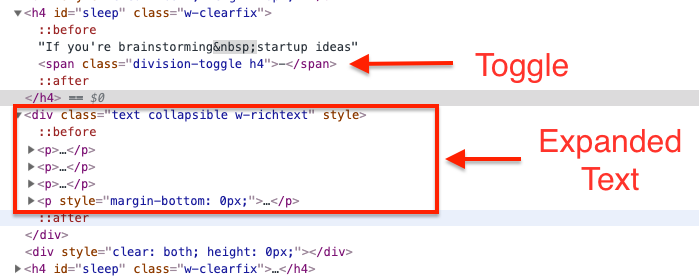 ▼<h4 id="sleep" class="w-clearfix">
::before
"If you're brainstorming&nbsp;startup ideas"
<span class="division-toggle h4">-</span>
Toggle
::after
</h4> == $0
▼<div class="text collapsible w-richtext" style>
::before
▶<p>…</p>
▶<p>…</p>
▶<p>…</p>
▶<p style="margin-bottom: 0px;">…</p>
Expanded
Text
::after
</div>
<div style="clear: both; height: 0px;"></div>
▶<h4 id="sleep" class="w-clearfix">…</h4>